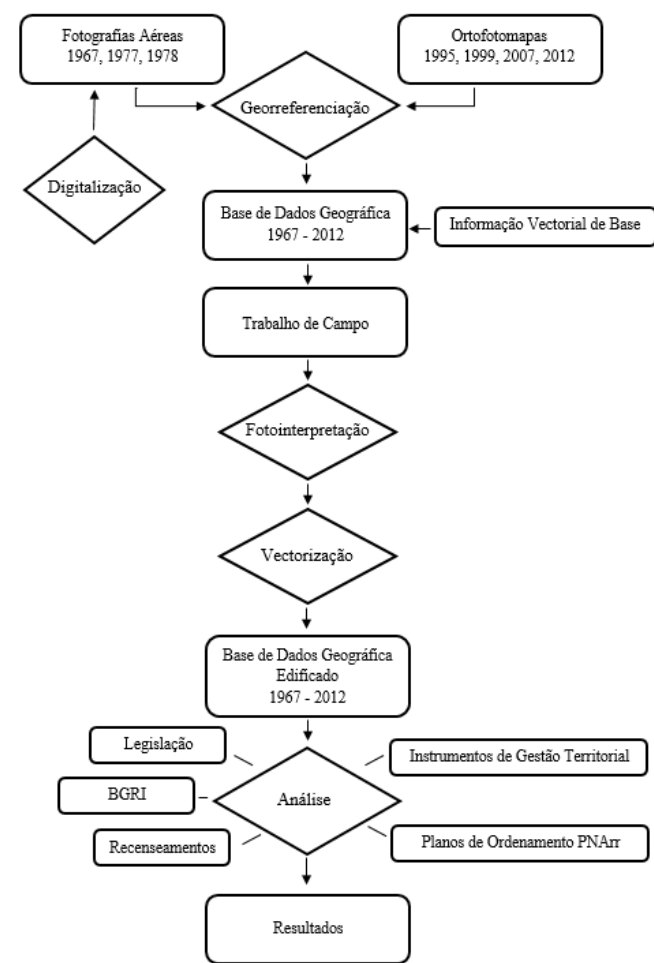 Fotografias Aéreas
1967, 1977, 1978
Ortofotomapas
1995, 1999, 2007, 2012
Georreferenciação
Digitalização
Base de Dados Geográfica
1967 - 2012
Informação Vectorial de Base
Trabalho de Campo
Fotointerpretação
Vectorização
Base de Dados Geográfica
Edificado
1967 - 2012
Legislação
Instrumentos de Gestão Territorial
BGRI
Análise
Recenseamentos
Planos de Ordenamento PNArr
Resultados